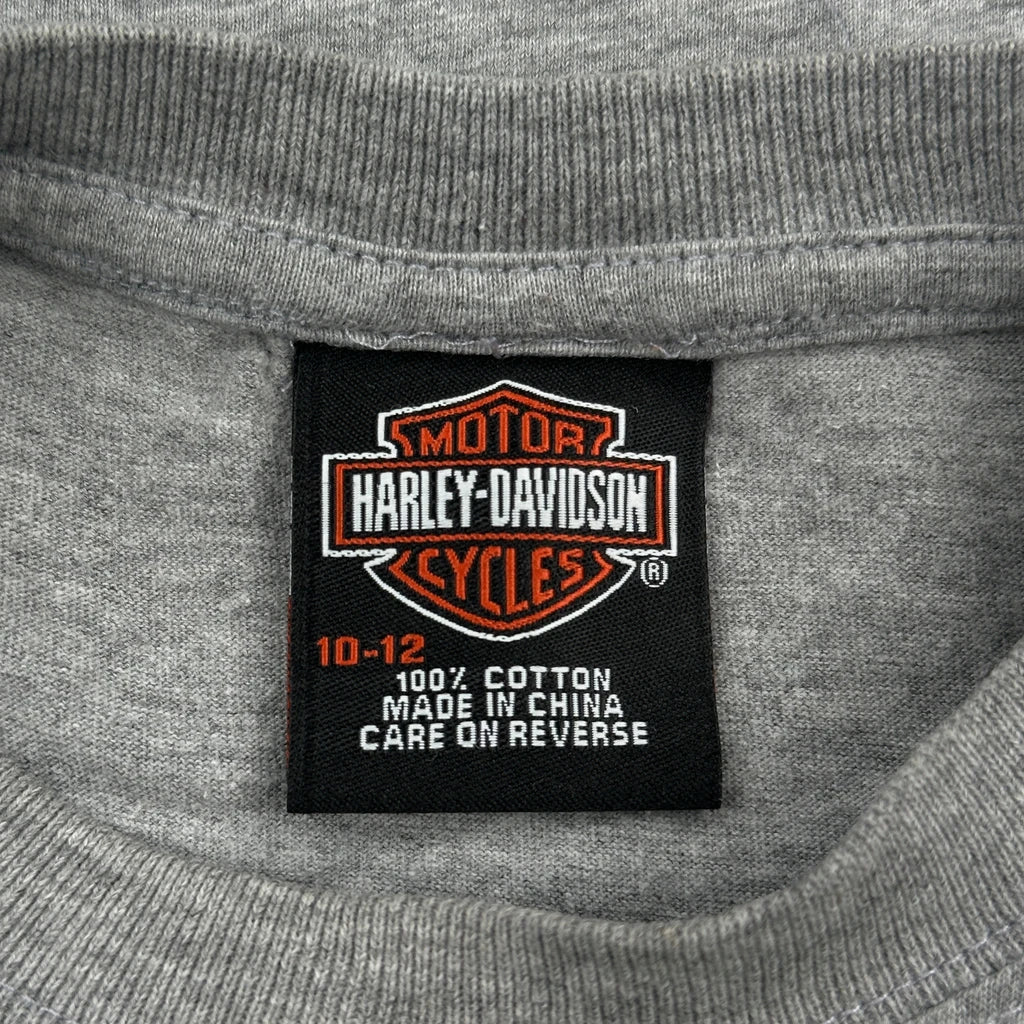 MOTOR
HARLEY-DAVIDSON
CYCLES
®
10-12
100% COTTON
MADE IN CHINA
CARE ON REVERSE